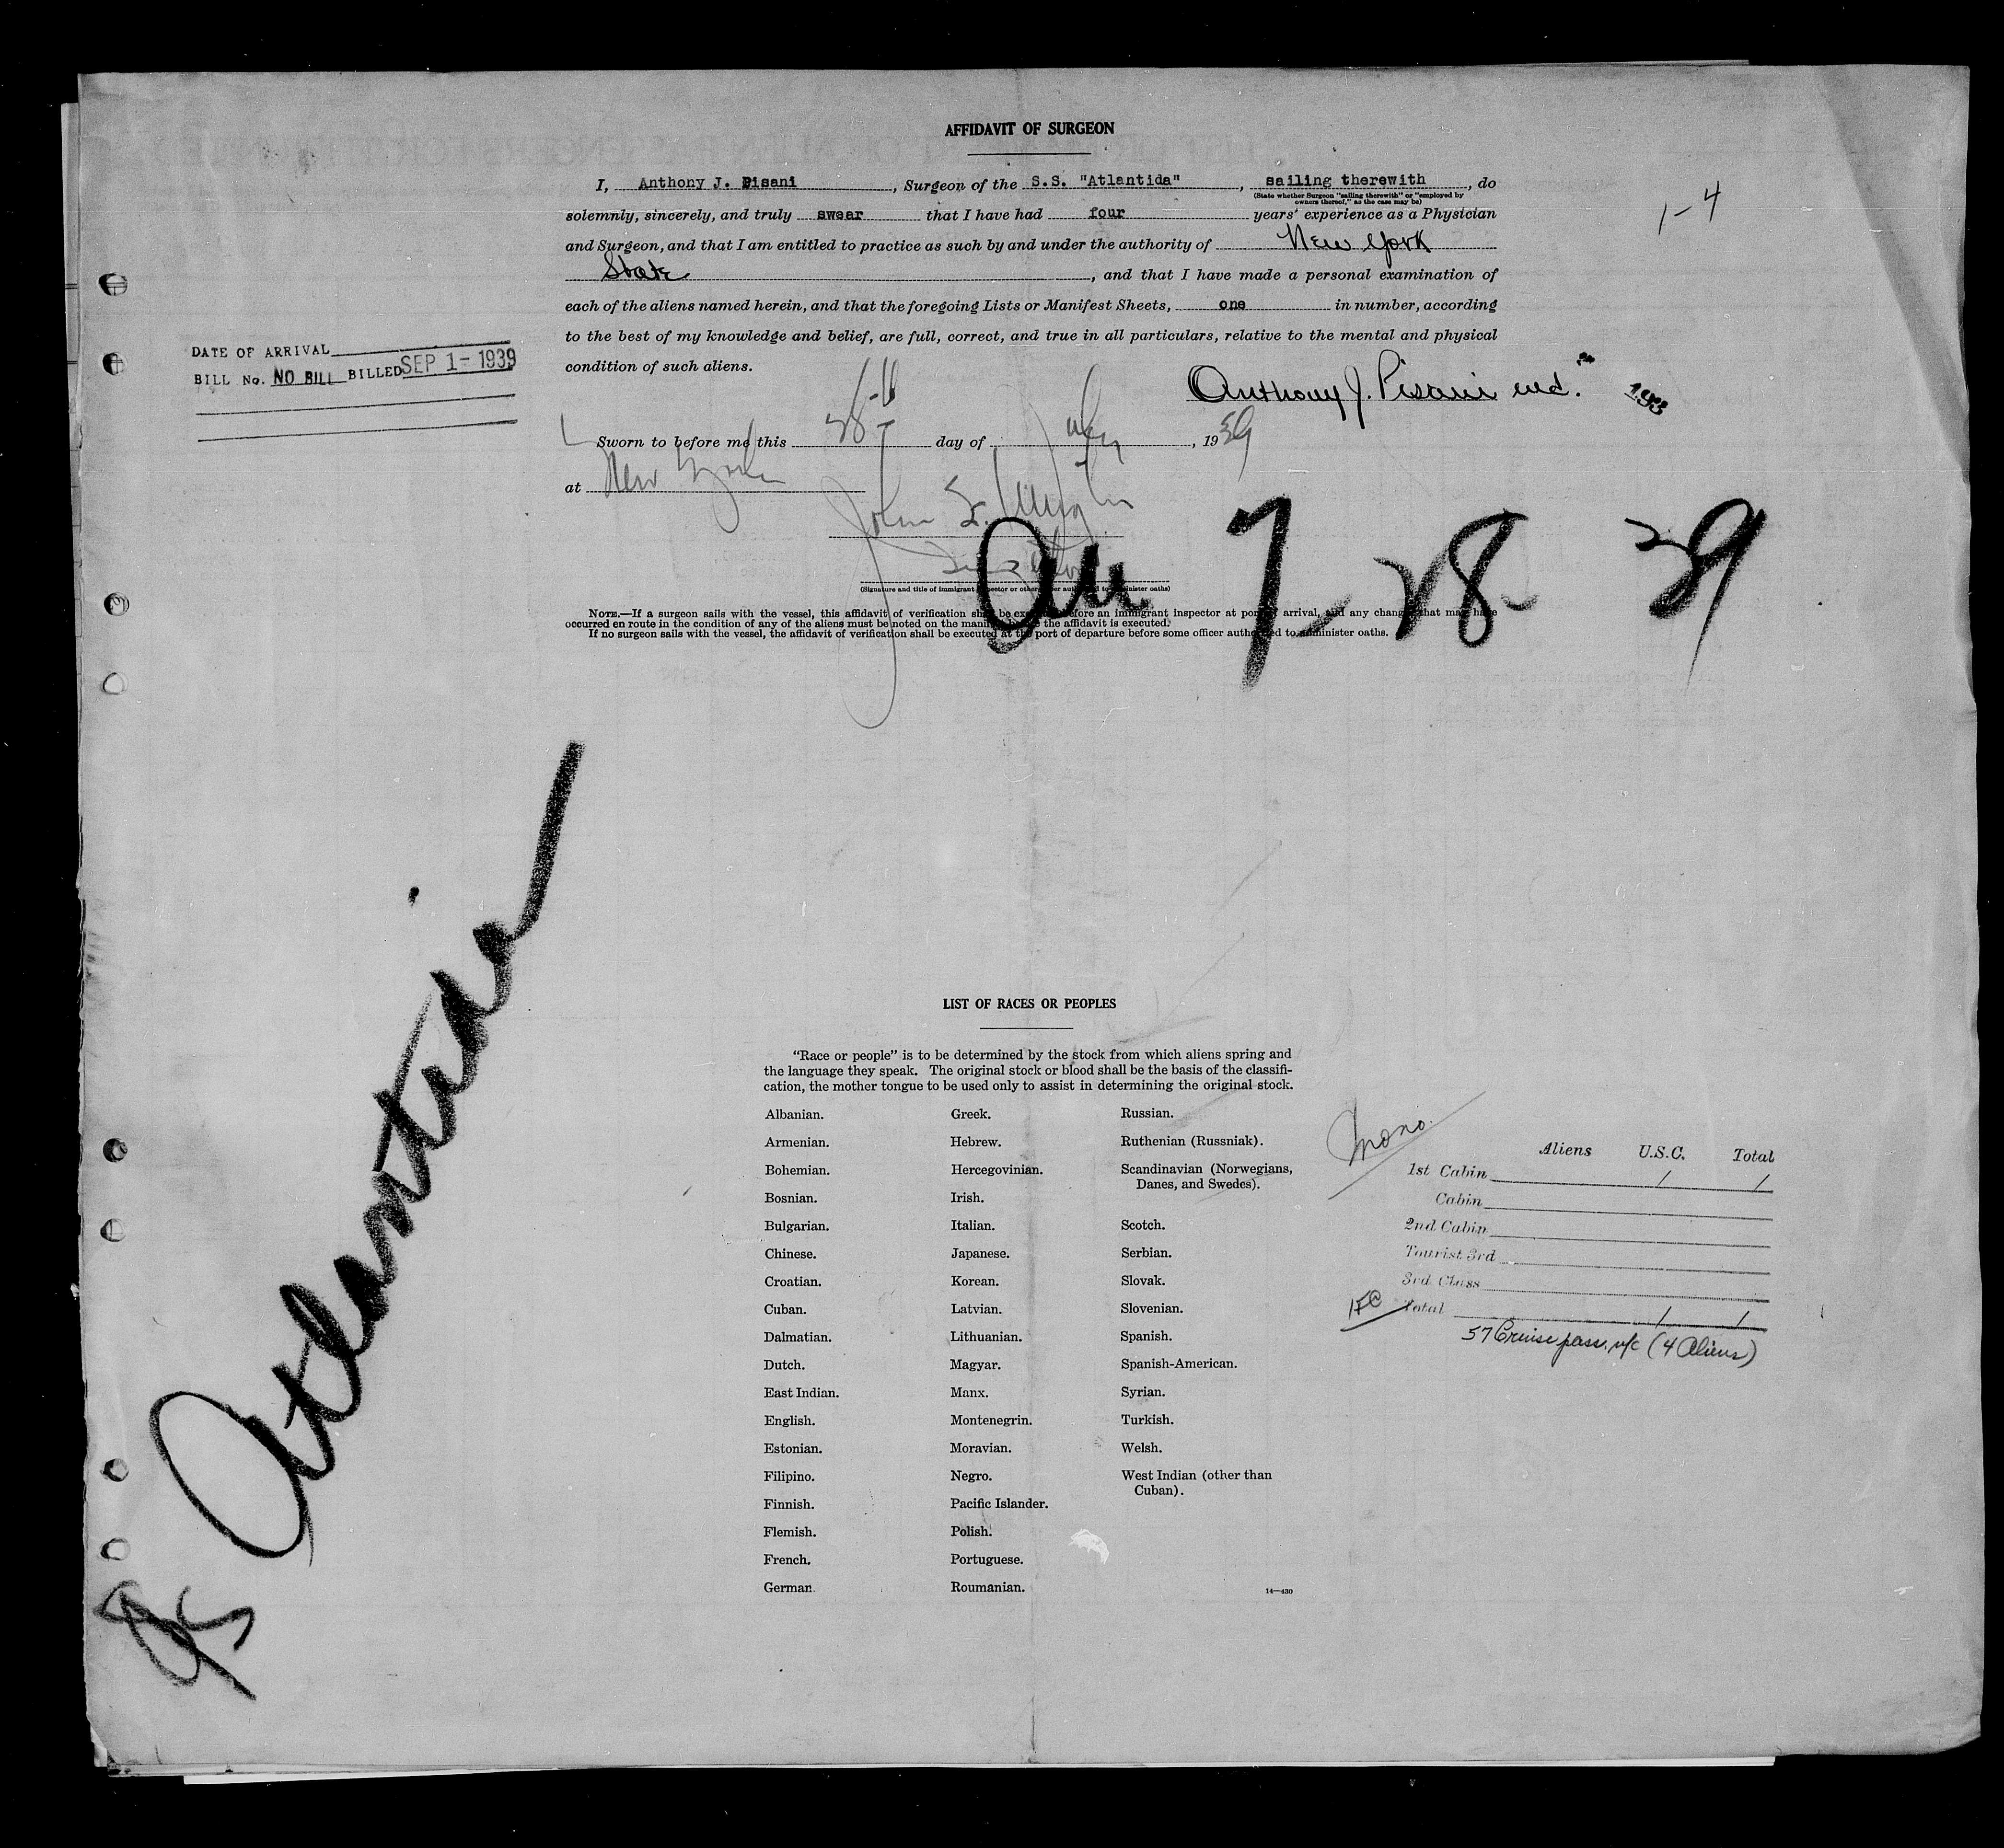 AFFIDAVIT OF SURGEON
I, Anthony J. Pisani, Surgeon of the S.S. "Atlantida", sailing therewith, do
(State whether Surgeon "sailing therewith" or "employed by
owners thereof," as the case may be)
solemnly, sincerely, and truly swear that I have had four years' experience as a Physician
and Surgeon, and that I am entitled to practice as such by and under the authority of New York
State, and that I have made a personal examination of
each of the aliens named herein, and that the foregoing Lists or Manifest Sheets, one in number, according
to the best of my knowledge and belief, are full, correct, and true in all particulars, relative to the mental and physical
condition of such aliens.
1-4
DATE OF ARRIVAL
BILL No. NO BILL BILLED SEP 1- 1939
Anthony J. Pisani md.
193
Sworn to before me this 28th day of July, 1939
at New York
John
(Signature and title of immigrant inspector or other officer authorized to administer oaths)
Am 7-28 39
NOTE.—If a surgeon sails with the vessel, this affidavit of verification shall be executed before an immigrant inspector at port of arrival, and any change that may have
occurred en route in the condition of any of the aliens must be noted on the manifest before the affidavit is executed.
If no surgeon sails with the vessel, the affidavit of verification shall be executed at the port of departure before some officer authorized to administer oaths.
Atlantida
LIST OF RACES OR PEOPLES
"Race or people" is to be determined by the stock from which aliens spring and
the language they speak. The original stock or blood shall be the basis of the classifi-
cation, the mother tongue to be used only to assist in determining the original stock.
Albanian.
Armenian.
Bohemian.
Bosnian.
Bulgarian.
Chinese.
Croatian.
Cuban.
Dalmatian.
Dutch.
East Indian.
English.
Estonian.
Filipino.
Finnish.
Flemish.
French.
German.
Greek.
Hebrew.
Hercegovinian.
Irish.
Italian.
Japanese.
Korean.
Latvian.
Lithuanian.
Magyar.
Manx.
Montenegrin.
Moravian.
Negro.
Pacific Islander.
Polish.
Portuguese.
Roumanian.
Russian.
Ruthenian (Russniak).
Scandinavian (Norwegians,
Danes, and Swedes).
Scotch.
Serbian.
Slovak.
Slovenian.
Spanish.
Spanish-American.
Syrian.
Turkish.
Welsh.
West Indian (other than
Cuban).
14—430
Mono.
Aliens U.S.C. Total
1st Cabin 1 1
Cabin
2nd Cabin
Tourist 3rd
3rd Class
Total 1 1
57 Cruise pass. n/c (4 Aliens)